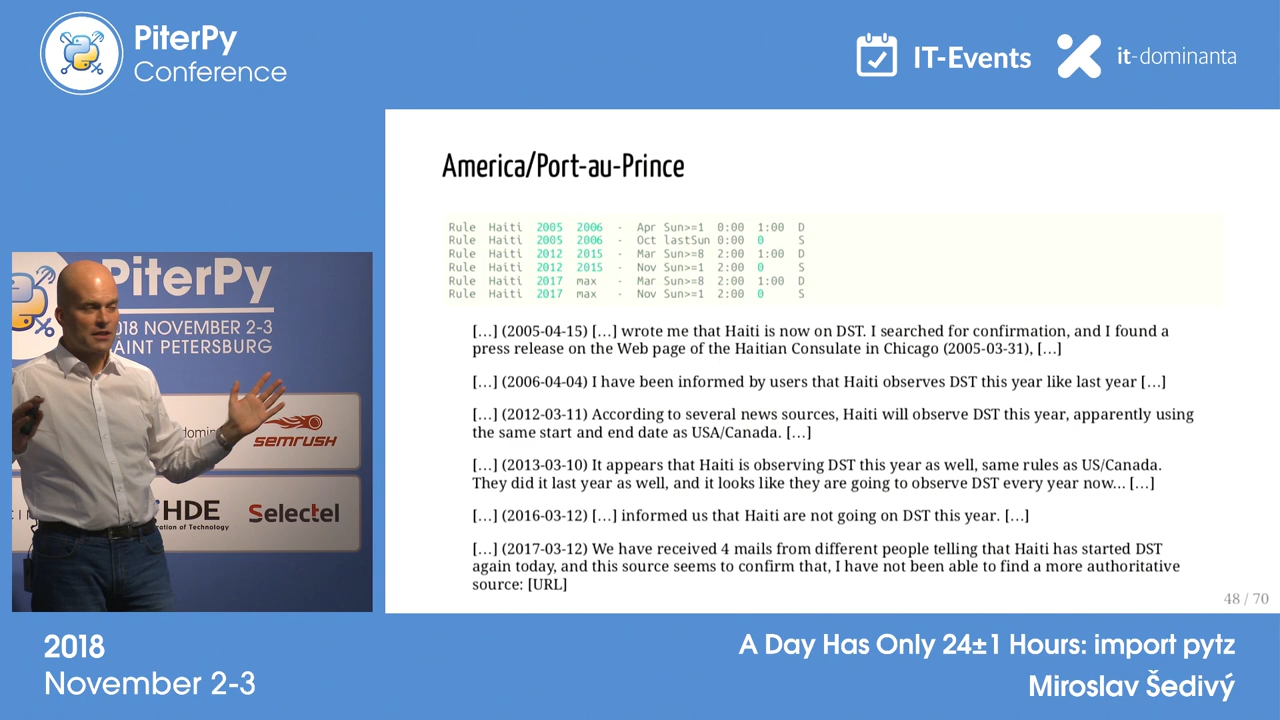 PiterPy
Conference
IT-Events
it-dominanta
America/Port-au-Prince
Rule Haiti 2005 2006 - Apr Sun>=1 0:00 1:00 D
Rule Haiti 2005 2006 - Oct lastSun 0:00 0 S
Rule Haiti 2012 2015 - Mar Sun>=8 2:00 1:00 D
Rule Haiti 2012 2015 - Nov Sun>=1 2:00 0 S
Rule Haiti 2017 max - Mar Sun>=8 2:00 1:00 D
Rule Haiti 2017 max - Nov Sun>=1 2:00 0 S
[…] (2005-04-15) […] wrote me that Haiti is now on DST. I searched for confirmation, and I found a
press release on the Web page of the Haitian Consulate in Chicago (2005-03-31), […]
[…] (2006-04-04) I have been informed by users that Haiti observes DST this year like last year […]
[…] (2012-03-11) According to several news sources, Haiti will observe DST this year, apparently using
the same start and end date as USA/Canada. […]
[…] (2013-03-10) It appears that Haiti is observing DST this year as well, same rules as US/Canada.
They did it last year as well, and it looks like they are going to observe DST every year now… […]
[…] (2016-03-12) […] informed us that Haiti are not going on DST this year. […]
[…] (2017-03-12) We have received 4 mails from different people telling that Haiti has started DST
again today, and this source seems to confirm that, I have not been able to find a more authoritative
source: [URL]
48 / 70
PiterPy
2018 NOVEMBER 2-3
SAINT PETERSBURG
domin
SEMRUSH
HDE
ration of Technology
Selectel
2018
November 2-3
A Day Has Only 24±1 Hours: import pytz
Miroslav Šedivý